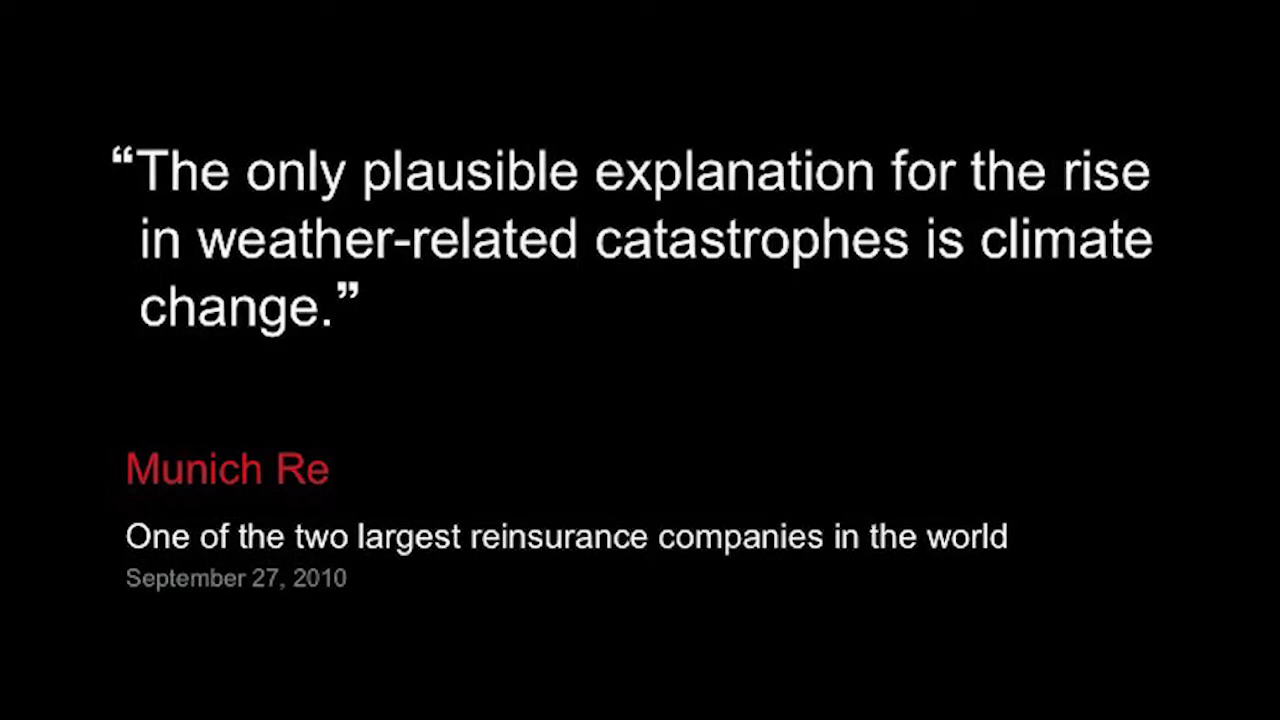 “The only plausible explanation for the rise
in weather-related catastrophes is climate
change.”
Munich Re
One of the two largest reinsurance companies in the world
September 27, 2010